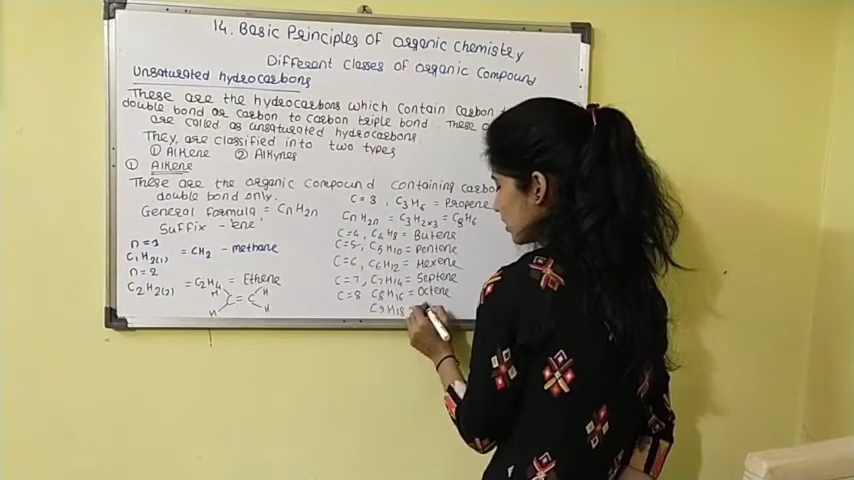 14. Basic Principles of organic Chemistry
Different Classes of organic Compound
Unsaturated hydrocarbons
These are the hydrocarbons which contain carbon
double bond or carbon to carbon triple bond. These
are called as unsaturated hydrocarbons.
They are classified into two types
① Alkene ② Alkynes
① Alkene
These are the organic compound containing carbo
double bond only.
General formula = CnH2n
Suffix - 'ene'
n=1
C1H2(1) = CH2 - methane
n=2
C2H2(2) = C2H4 = Ethene
H H
C = C
H H
C=3, C3H6 = Propene
CnH2n = C3H2×3 = C3H6
C=4, C4H8 = Butene
C=5, C5H10 = Pentene
C=6, C6H12 = Hexene
C=7, C7H14 = Septene
C=8 C8H16 = Octene
C9H18